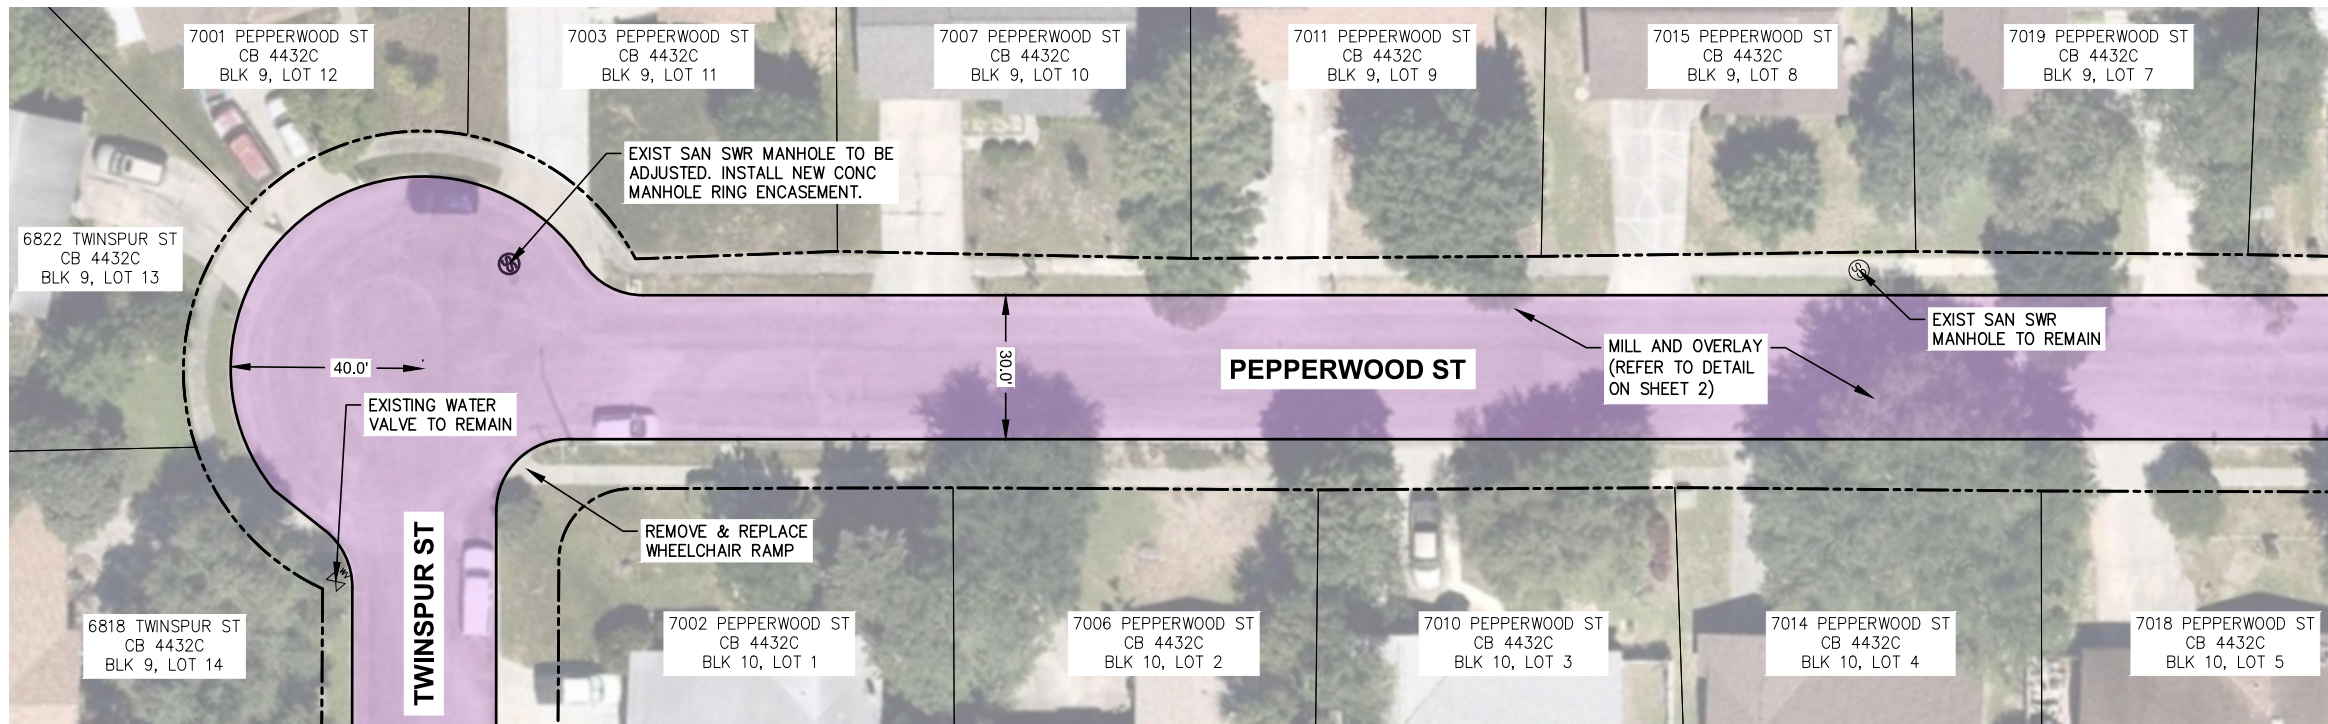 7001 PEPPERWOOD ST
CB 4432C
BLK 9, LOT 12
7003 PEPPERWOOD ST
CB 4432C
BLK 9, LOT 11
7007 PEPPERWOOD ST
CB 4432C
BLK 9, LOT 10
7011 PEPPERWOOD ST
CB 4432C
BLK 9, LOT 9
7015 PEPPERWOOD ST
CB 4432C
BLK 9, LOT 8
7019 PEPPERWOOD ST
CB 4432C
BLK 9, LOT 7
EXIST SAN SWR MANHOLE TO BE
ADJUSTED. INSTALL NEW CONC
MANHOLE RING ENCASEMENT.
6822 TWINSPUR ST
CB 4432C
BLK 9, LOT 13
SS
SS
EXIST SAN SWR
MANHOLE TO REMAIN
40.0'
30.0'
PEPPERWOOD ST
MILL AND OVERLAY
(REFER TO DETAIL
ON SHEET 2)
EXISTING WATER
VALVE TO REMAIN
REMOVE & REPLACE
WHEELCHAIR RAMP
WV
TWINSPUR ST
6818 TWINSPUR ST
CB 4432C
BLK 9, LOT 14
7002 PEPPERWOOD ST
CB 4432C
BLK 10, LOT 1
7006 PEPPERWOOD ST
CB 4432C
BLK 10, LOT 2
7010 PEPPERWOOD ST
CB 4432C
BLK 10, LOT 3
7014 PEPPERWOOD ST
CB 4432C
BLK 10, LOT 4
7018 PEPPERWOOD ST
CB 4432C
BLK 10, LOT 5